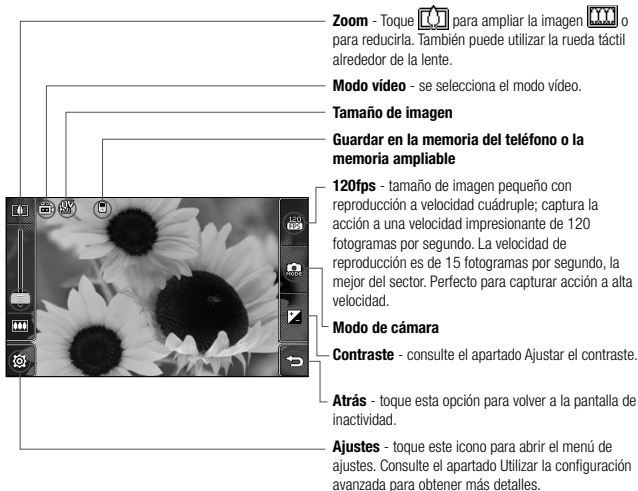 Zoom - Toque para ampliar la imagen o
para reducirla. También puede utilizar la rueda táctil
alrededor de la lente.
Modo vídeo - se selecciona el modo vídeo.
Tamaño de imagen
Guardar en la memoria del teléfono o la
memoria ampliable
120fps - tamaño de imagen pequeño con
reproducción a velocidad cuádruple; captura la
acción a una velocidad impresionante de 120
fotogramas por segundo. La velocidad de
reproducción es de 15 fotogramas por segundo, la
mejor del sector. Perfecto para capturar acción a alta
velocidad.
Modo de cámara
Contraste - consulte el apartado Ajustar el contraste.
Atrás - toque esta opción para volver a la pantalla de
inactividad.
Ajustes - toque este icono para abrir el menú de
ajustes. Consulte el apartado Utilizar la configuración
avanzada para obtener más detalles.
120
FPS
MODE